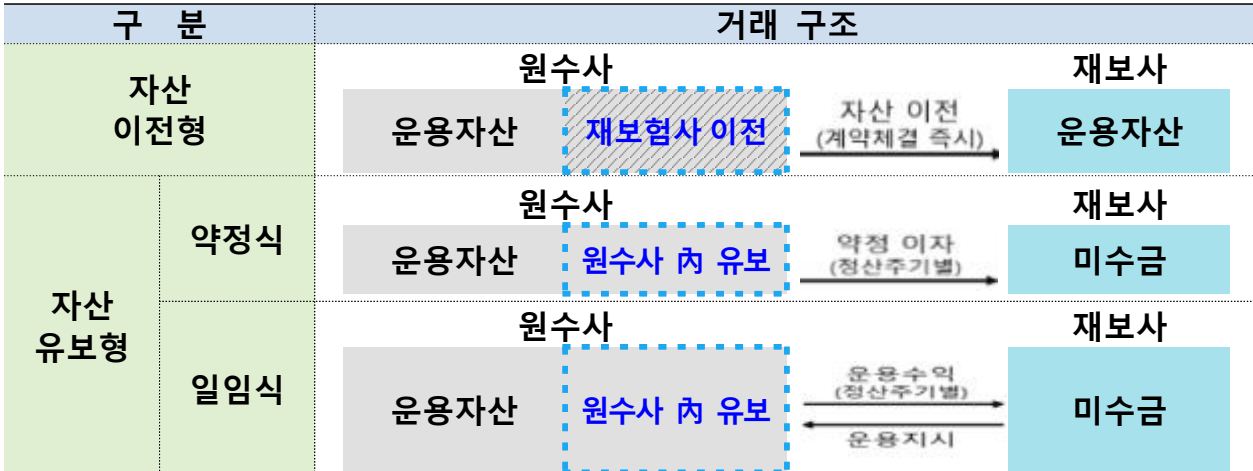 구 분 거래 구조
자산
이전형
원수사 재보사
운용자산 재보험사 이전 자산 이전
(계약체결 즉시) 운용자산
자산
유보형
약정식
원수사 재보사
운용자산 원수사 內 유보 약정 이자
(정산주기별) 미수금
일임식
원수사 재보사
운용자산 원수사 內 유보 운용수익
(정산주기별)
운용지시 미수금